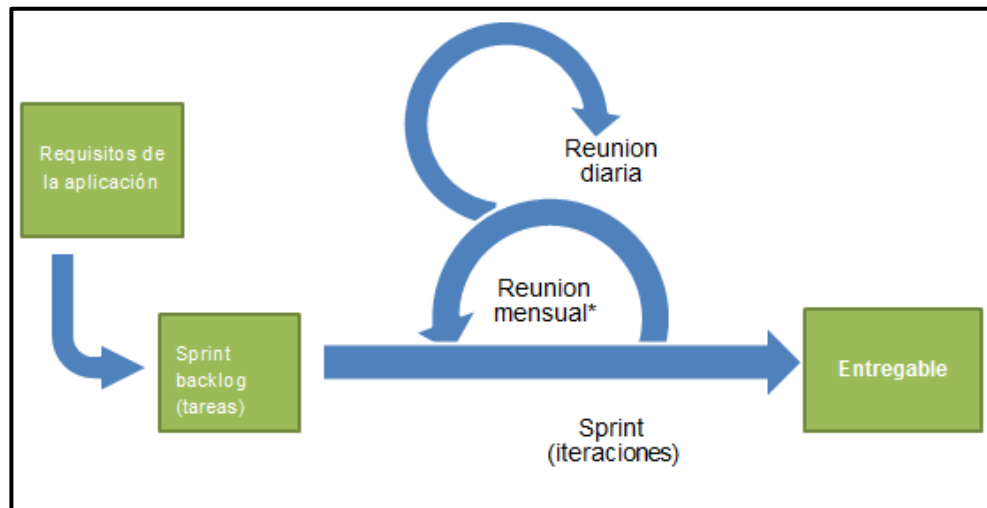 Requisitos de
la aplicación
Reunion
diaria
Reunion
mensual*
Sprint
backlog
(tareas)
Sprint
(iteraciones)
Entregable